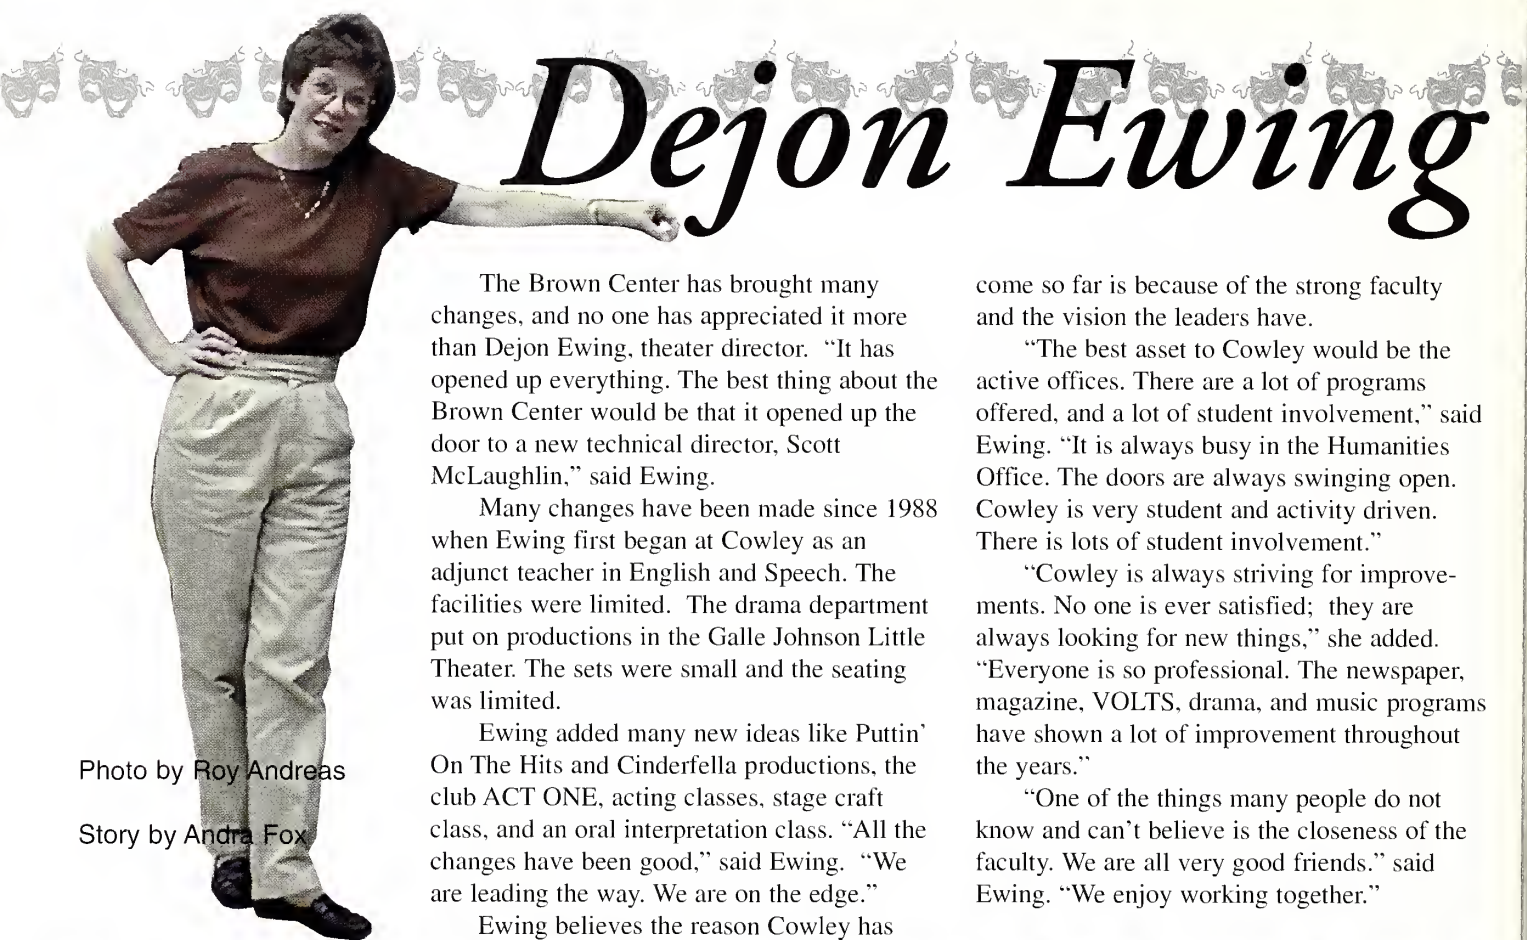 Dejon Ewing
The Brown Center has brought many
changes, and no one has appreciated it more
than Dejon Ewing, theater director. “It has
opened up everything. The best thing about the
Brown Center would be that it opened up the
door to a new technical director, Scott
McLaughlin,” said Ewing.
Many changes have been made since 1988
when Ewing first began at Cowley as an
adjunct teacher in English and Speech. The
facilities were limited. The drama department
put on productions in the Galle Johnson Little
Theater. The sets were small and the seating
was limited.
Ewing added many new ideas like Puttin’
On The Hits and Cinderfella productions, the
club ACT ONE, acting classes, stage craft
class, and an oral interpretation class. “All the
changes have been good,” said Ewing. “We
are leading the way. We are on the edge.”
Ewing believes the reason Cowley has
come so far is because of the strong faculty
and the vision the leaders have.
“The best asset to Cowley would be the
active offices. There are a lot of programs
offered, and a lot of student involvement,” said
Ewing. “It is always busy in the Humanities
Office. The doors are always swinging open.
Cowley is very student and activity driven.
There is lots of student involvement.”
“Cowley is always striving for improve-
ments. No one is ever satisfied; they are
always looking for new things,” she added.
“Everyone is so professional. The newspaper,
magazine, VOLTS, drama, and music programs
have shown a lot of improvement throughout
the years.”
“One of the things many people do not
know and can’t believe is the closeness of the
faculty. We are all very good friends.” said
Ewing. “We enjoy working together.”
Photo by Roy Andreas
Story by Andra Fox